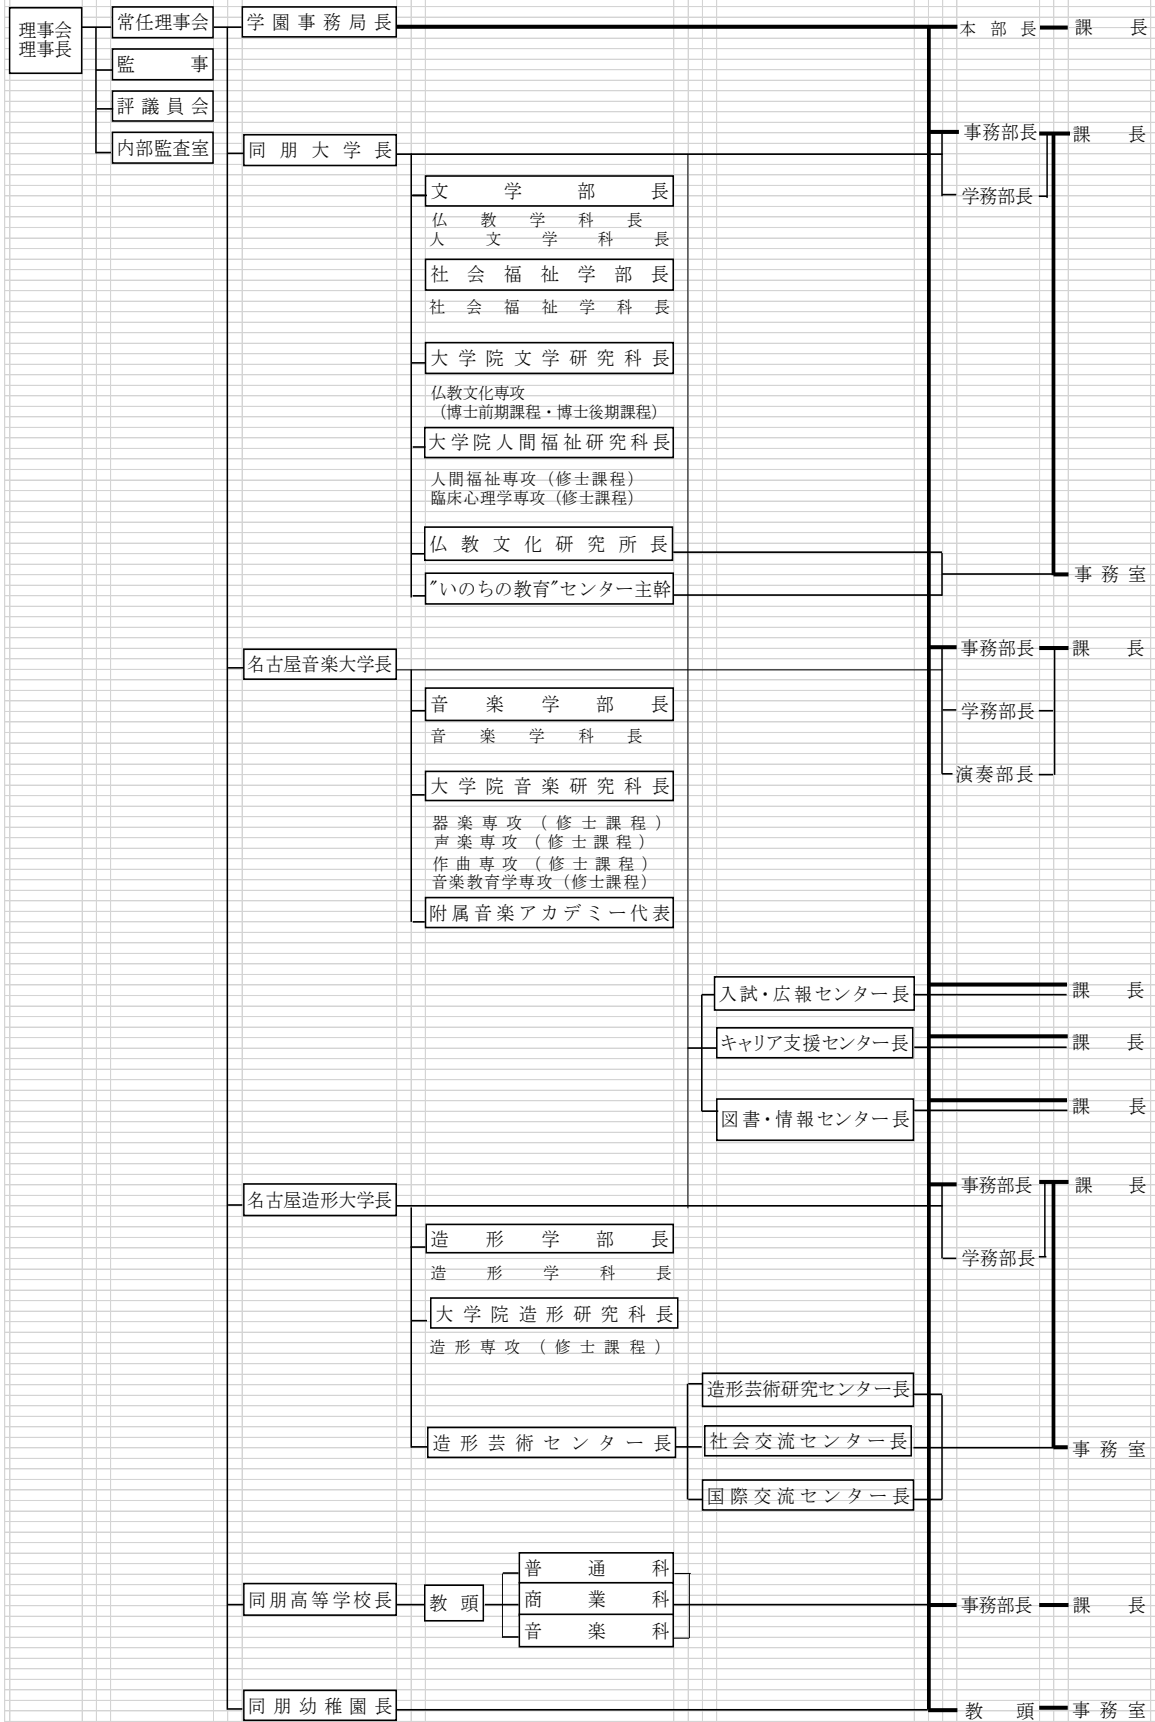 理事会
理事長
常任理事会
監事
評議員会
内部監査室
学園事務局長
本部長
課長
同朋大学長
事務部長
課長
学務部長
文学部長
仏教学科長
人文学科長
社会福祉学部長
社会福祉学科長
大学院文学研究科長
仏教文化専攻
(博士前期課程・博士後期課程)
大学院人間福祉研究科長
人間福祉専攻(修士課程)
臨床心理学専攻(修士課程)
仏教文化研究所長
"いのちの教育"センター主幹
事務室
名古屋音楽大学長
事務部長
課長
学務部長
演奏部長
音楽学部長
音楽学科長
大学院音楽研究科長
器楽専攻(修士課程)
声楽専攻(修士課程)
作曲専攻(修士課程)
音楽教育学専攻(修士課程)
附属音楽アカデミー代表
入試・広報センター長
課長
キャリア支援センター長
課長
図書・情報センター長
課長
名古屋造形大学長
事務部長
課長
学務部長
造形学部長
造形学科長
大学院造形研究科長
造形専攻(修士課程)
造形芸術センター長
造形芸術研究センター長
社会交流センター長
国際交流センター長
事務室
同朋高等学校長
教頭
普通科
商業科
音楽科
事務部長
課長
同朋幼稚園長
教頭
事務室